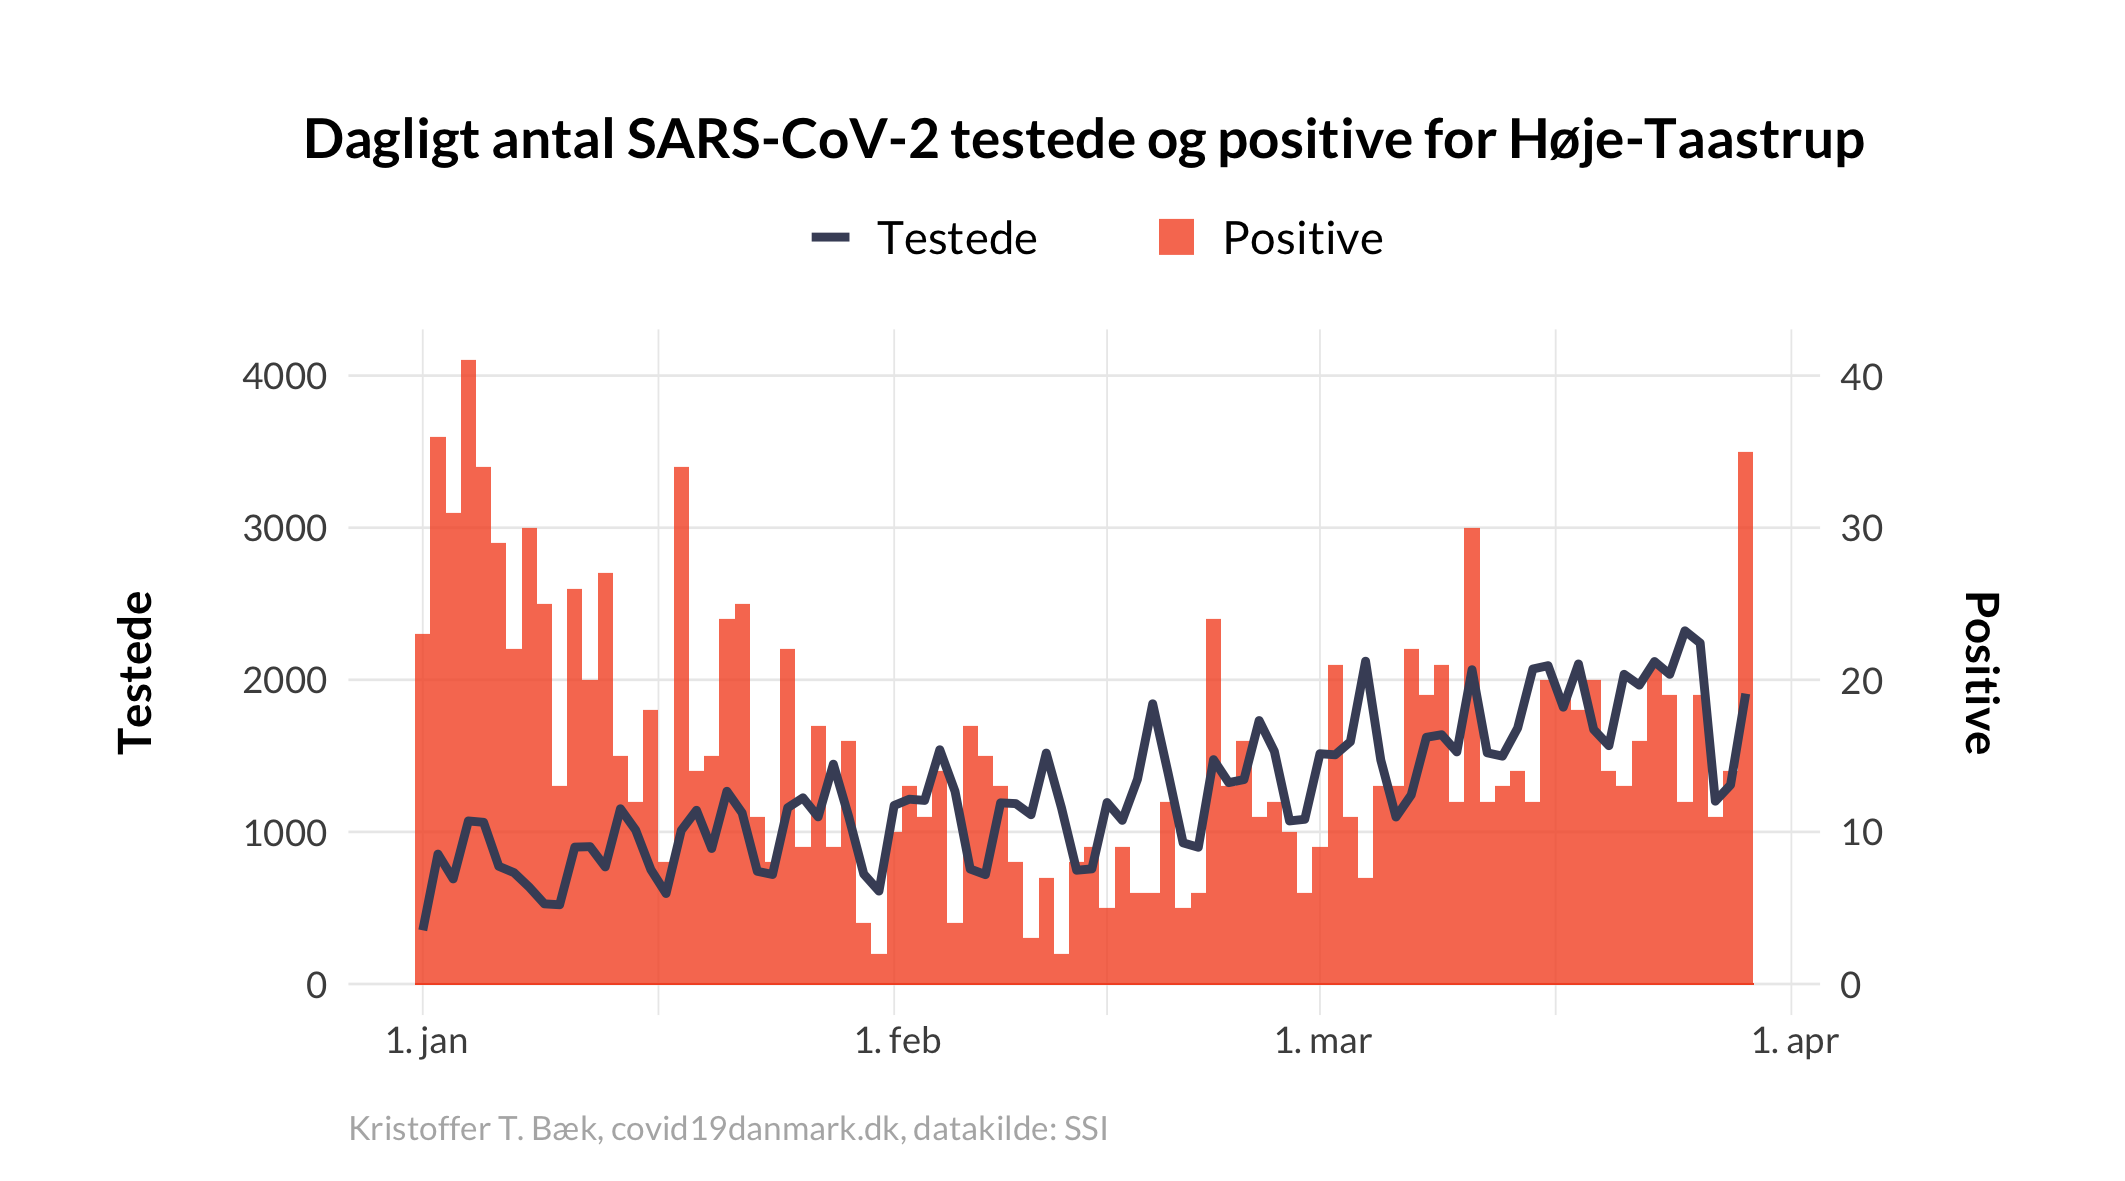 Dagligt antal SARS-CoV-2 testede og positive for Høje-Taastrup
Testede Positive
Testede
4000
3000
2000
1000
0
40
30
20
10
0
Positive
1. jan 1. feb 1. mar 1. apr
Kristoffer T. Bæk, covid19danmark.dk, datakilde: SSI